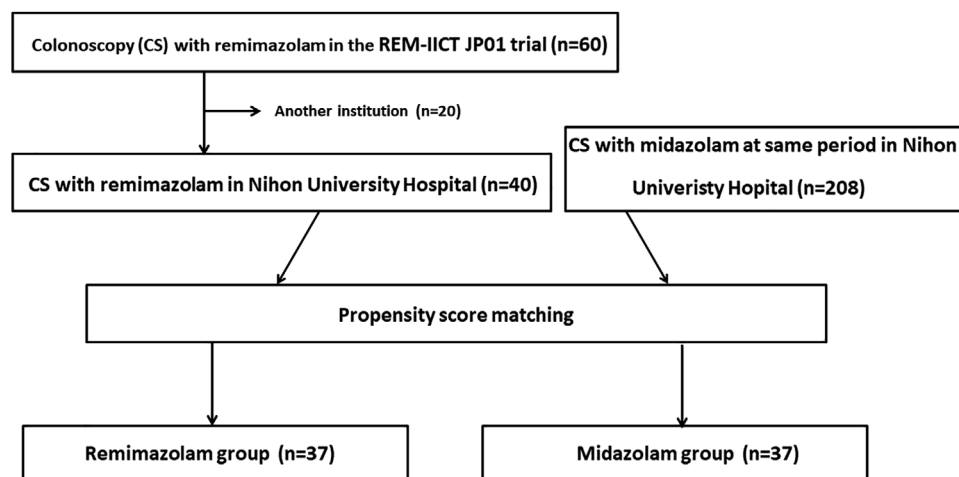 Colonoscopy (CS) with remimazolam in the REM-IICT JP01 trial (n=60)
Another institution (n=20)
CS with remimazolam in Nihon University Hospital (n=40)
CS with midazolam at same period in Nihon
Univeristy Hopital (n=208)
Propensity score matching
Remimazolam group (n=37)
Midazolam group (n=37)